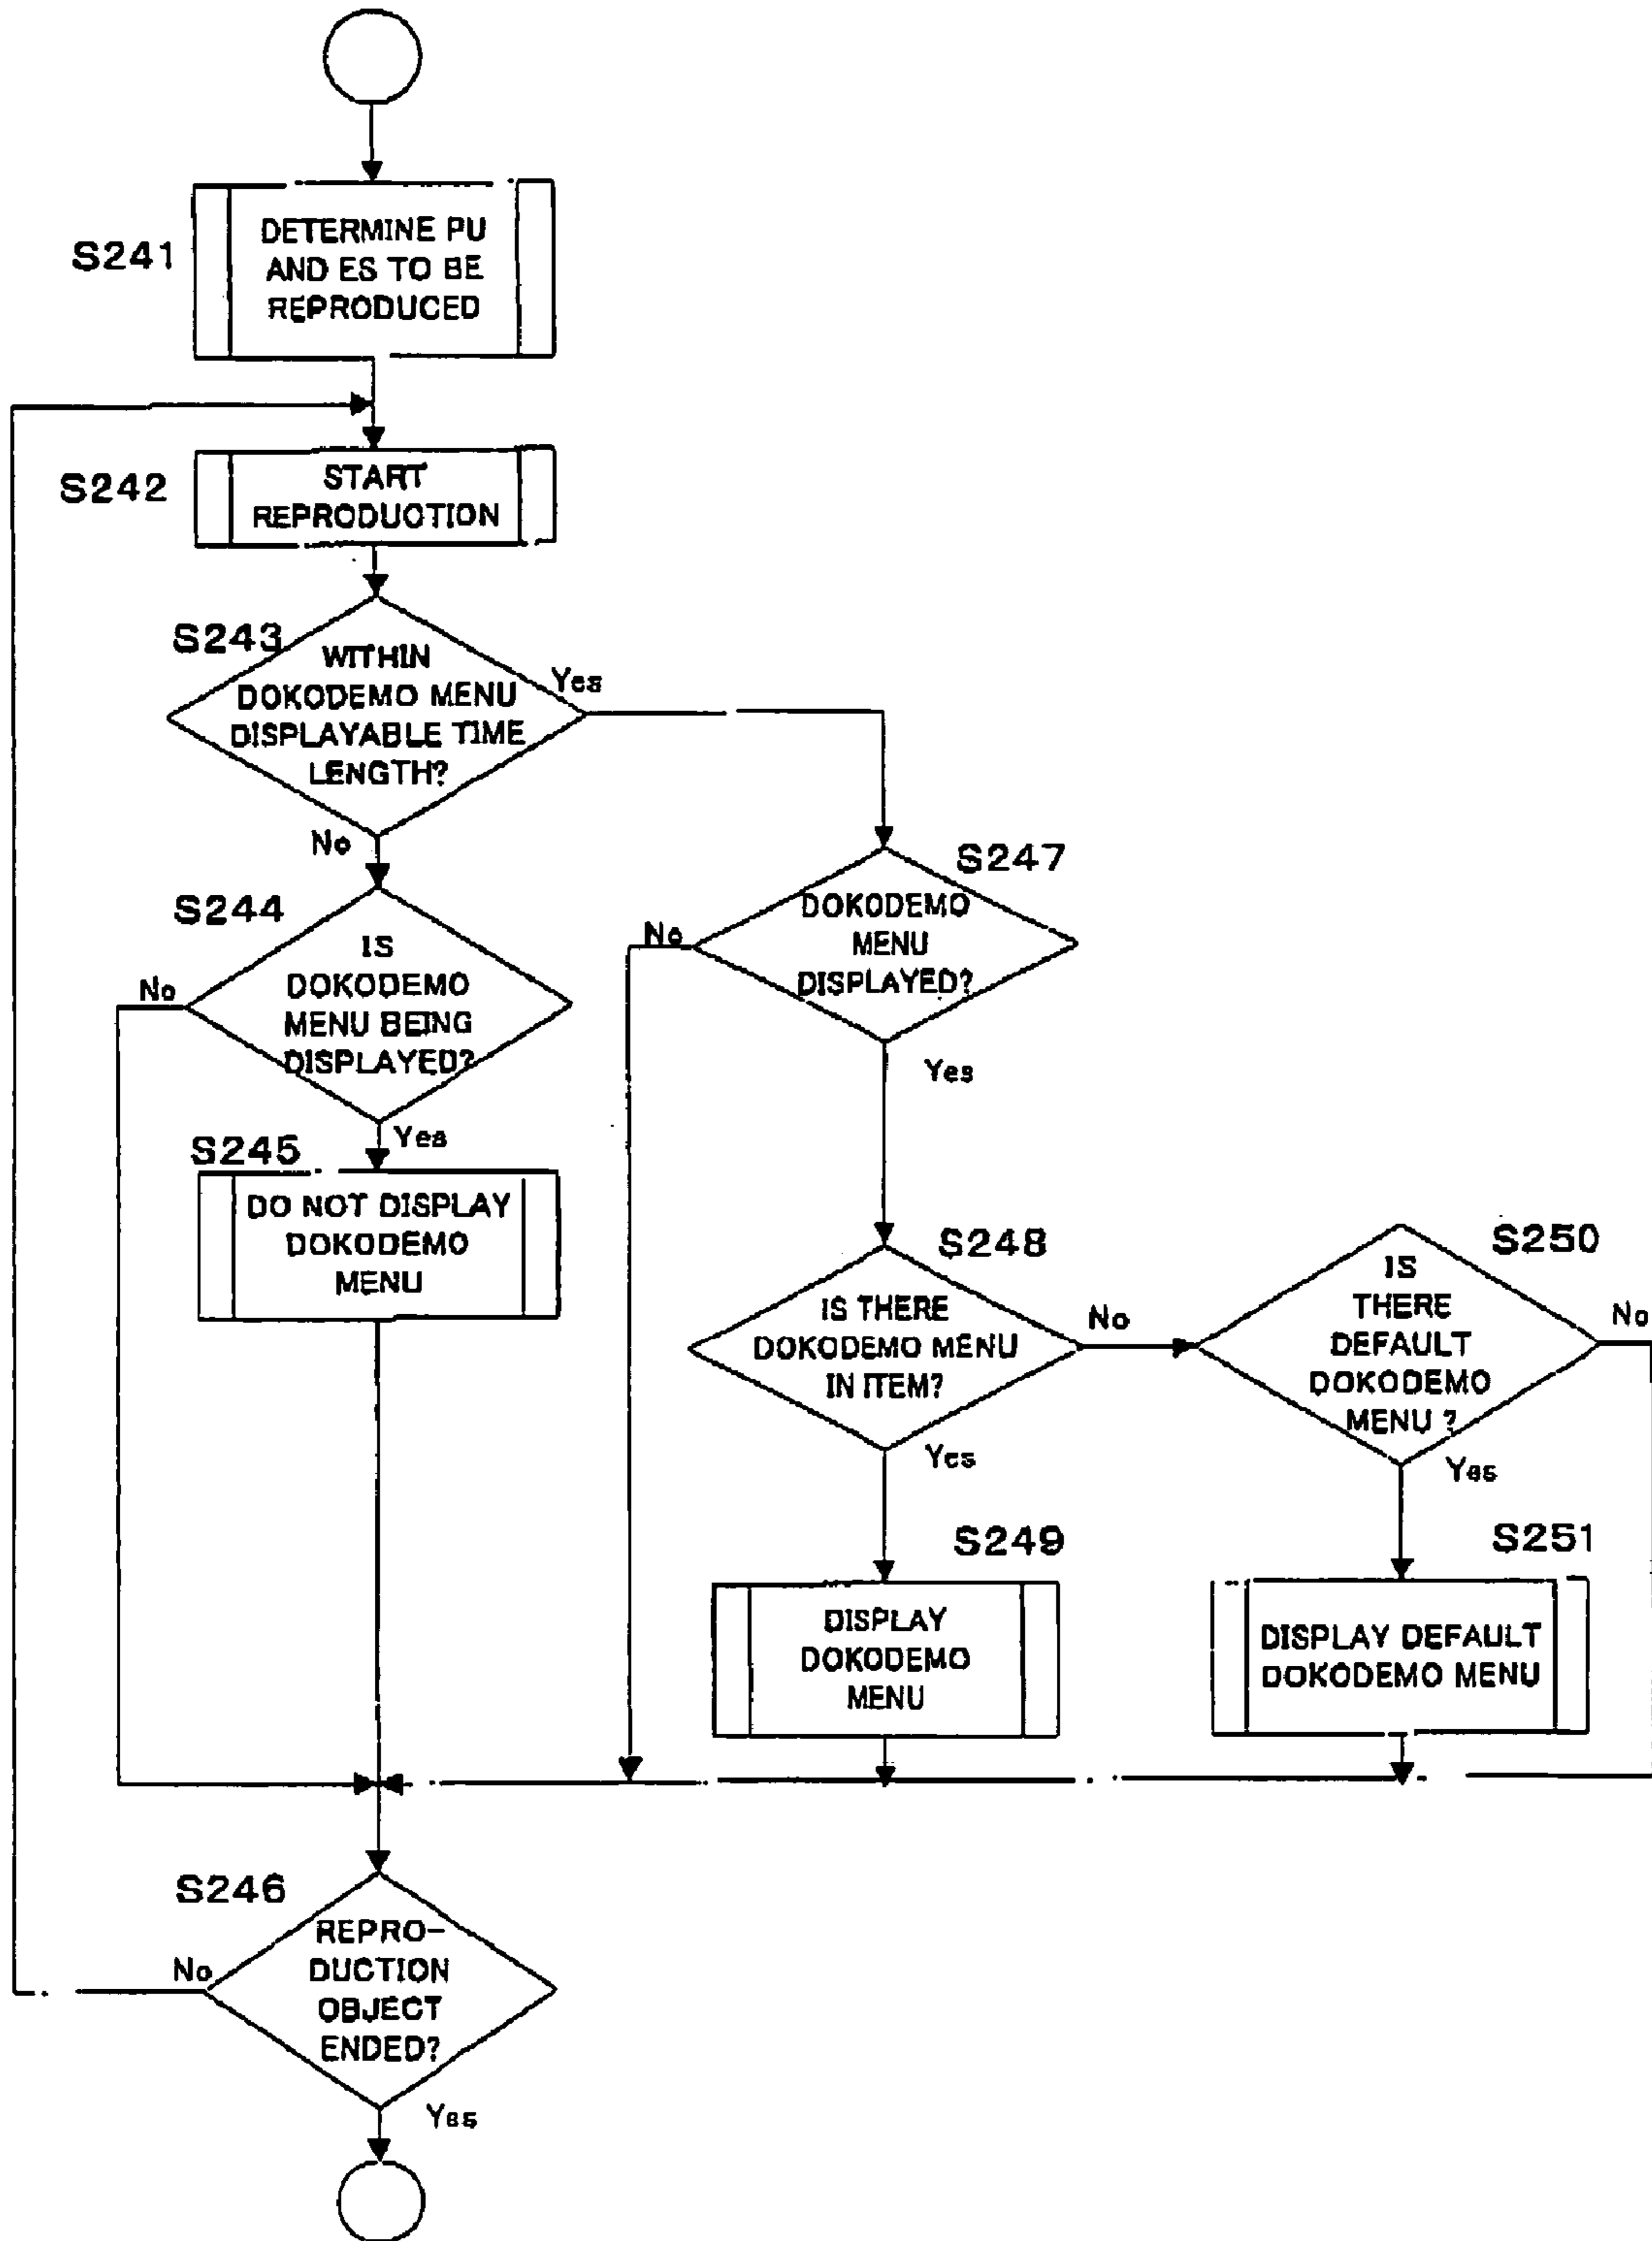 S241
DETERMINE PU
AND ES TO BE
REPRODUCED
S242
START
REPRODUCTION
S243
WITHIN
DOKODEMO MENU
DISPLAYABLE TIME
LENGTH?
Yes
No
S244
IS
DOKODEMO
MENU BEING
DISPLAYED?
No
Yes
S245
DO NOT DISPLAY
DOKODEMO
MENU
S247
DOKODEMO
MENU
DISPLAYED?
No
Yes
S248
IS THERE
DOKODEMO MENU
IN ITEM?
No
Yes
S250
IS
THERE
DEFAULT
DOKODEMO
MENU ?
No
Yes
S249
DISPLAY
DOKODEMO
MENU
S251
DISPLAY DEFAULT
DOKODEMO MENU
S246
REPRO-
DUCTION
OBJECT
ENDED?
No
Yes